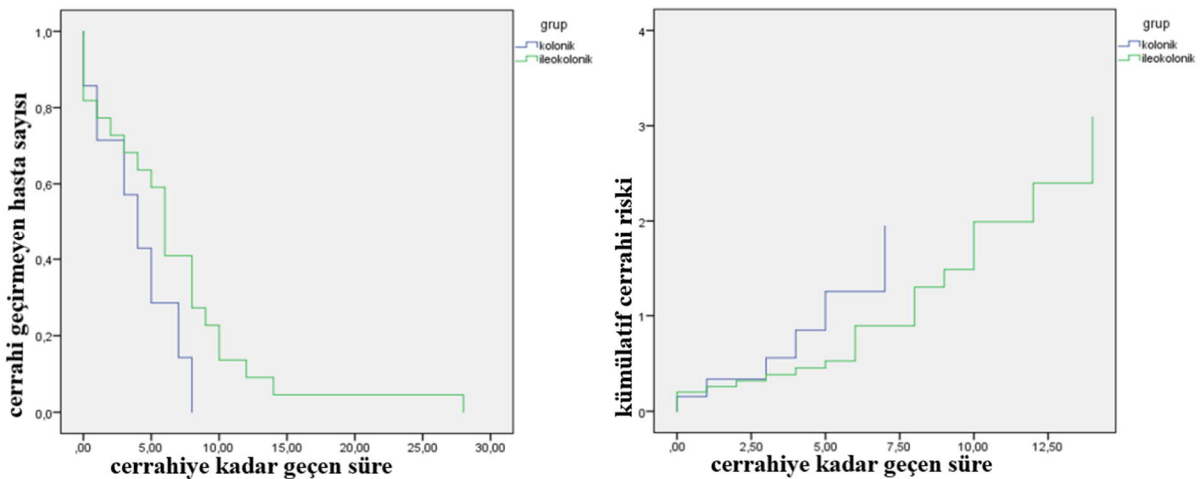 grup
kolonik
ileokolonik
cerrahi geçirmeyen hasta sayısı
1,0
0,8
0,6
0,4
0,2
0,0
,00
5,00
10,00
15,00
20,00
25,00
30,00
cerrahiye kadar geçen süre
grup
kolonik
ileokolonik
kümülatif cerrahi riski
4
3
2
1
0
,00
2,50
5,00
7,50
10,00
12,50
cerrahiye kadar geçen süre